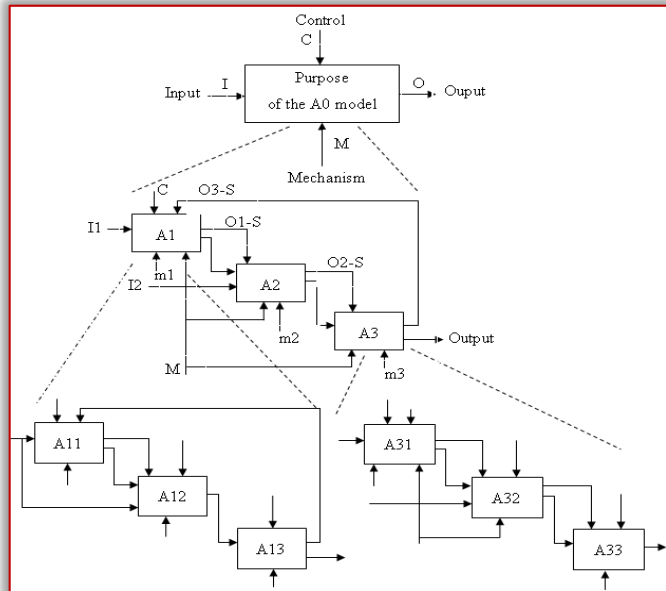 Control
C
Input
I
Purpose
of the A0 model
O
Ouput
M
Mechanism
C
O3-S
I1
A1
O1-S
m1
I2
A2
O2-S
m2
A3
Output
M
m3
A11
A12
A13
A31
A32
A33